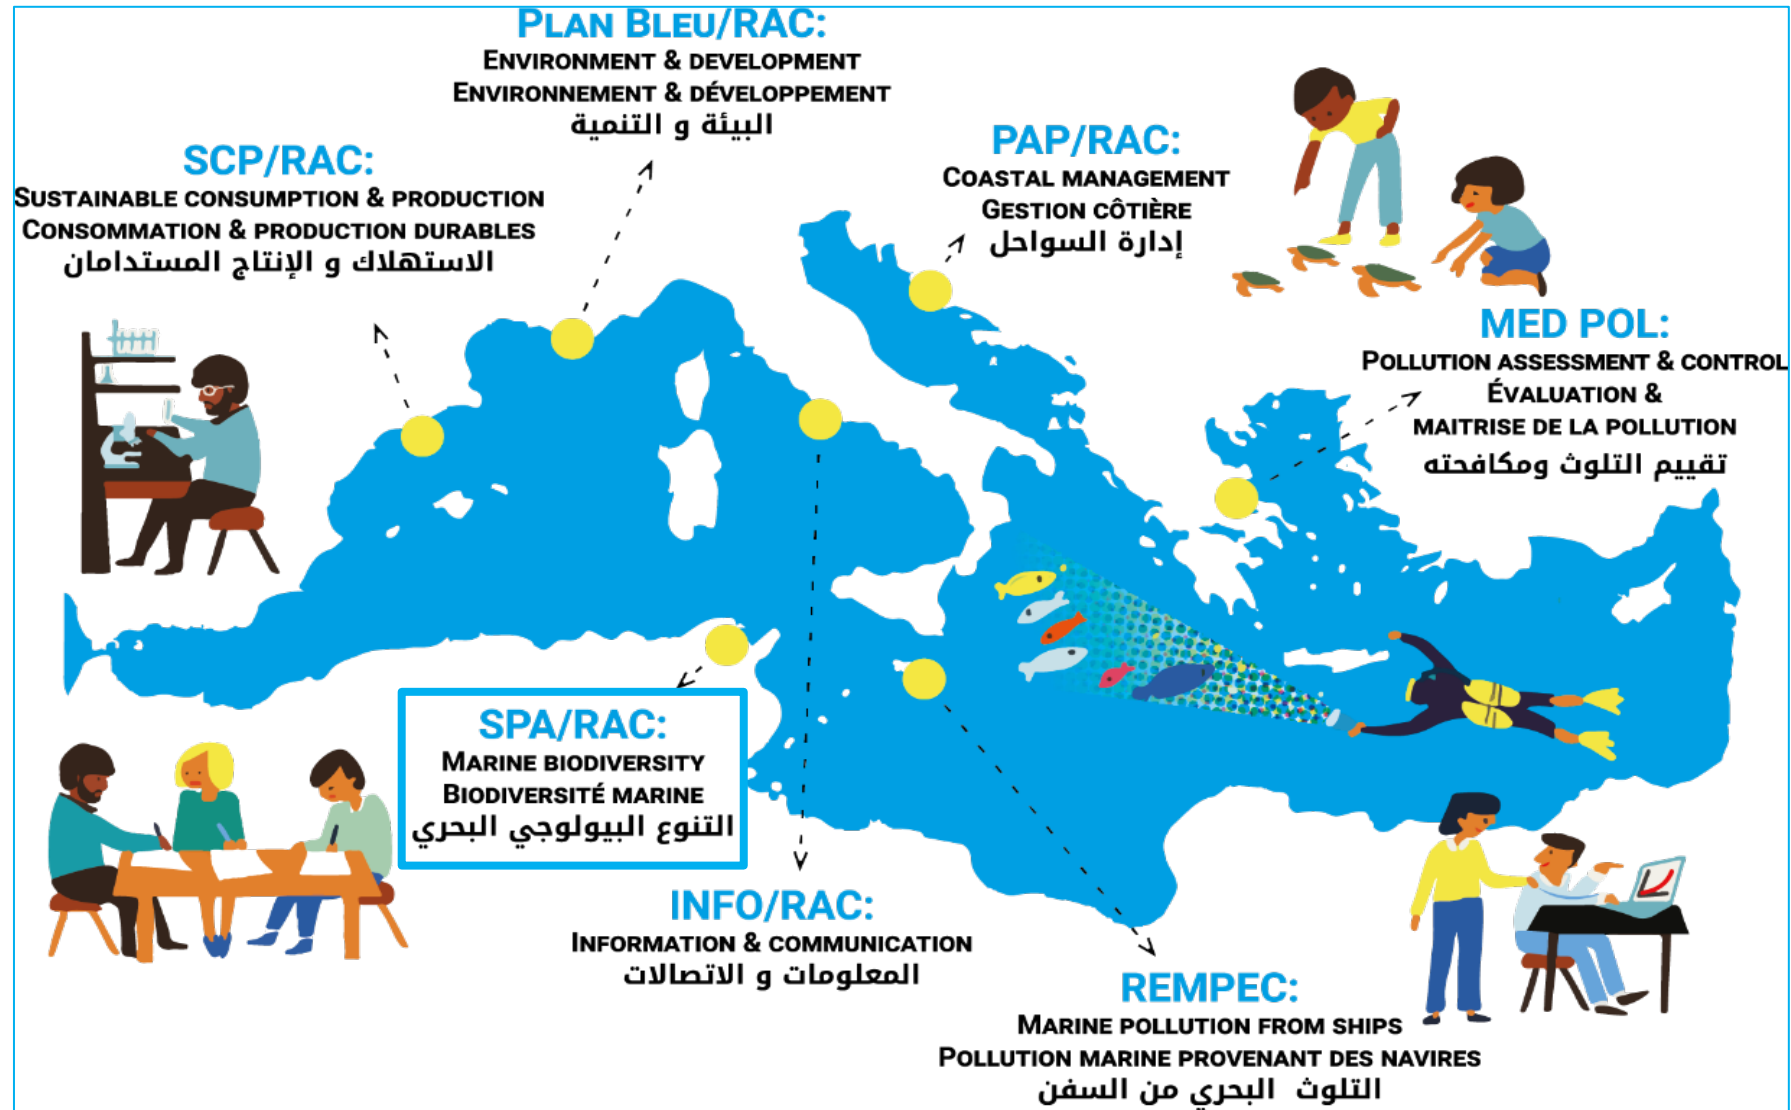 PLAN BLEU/RAC:
ENVIRONMENT & DEVELOPMENT
ENVIRONNEMENT & DÉVELOPPEMENT
البيئة و التنمية
SCP/RAC:
SUSTAINABLE CONSUMPTION & PRODUCTION
CONSOMMATION & PRODUCTION DURABLES
الاستهلاك و الإنتاج المستدامان
PAP/RAC:
COASTAL MANAGEMENT
GESTION CÔTIÈRE
إدارة السواحل
MED POL:
POLLUTION ASSESSMENT & CONTROL
ÉVALUATION &
MAITRISE DE LA POLLUTION
تقييم التلوث ومكافحته
SPA/RAC:
MARINE BIODIVERSITY
BIODIVERSITÉ MARINE
التنوع البيولوجي البحري
INFO/RAC:
INFORMATION & COMMUNICATION
المعلومات و الاتصالات
REMPEC:
MARINE POLLUTION FROM SHIPS
POLLUTION MARINE PROVENANT DES NAVIRES
التلوث البحري من السفن